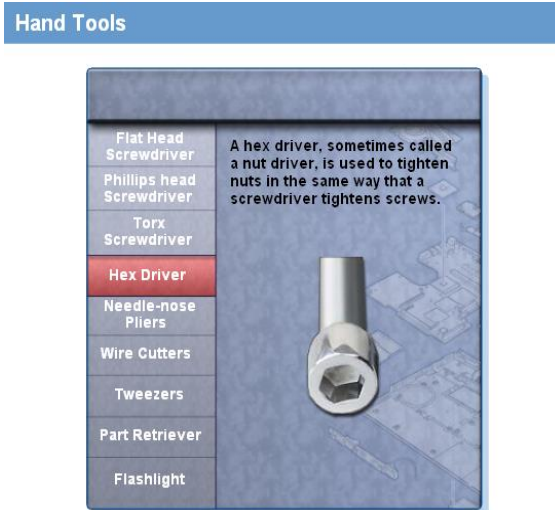 Hand Tools
Flat Head
Screwdriver
Phillips head
Screwdriver
Torx
Screwdriver
Hex Driver
Needle-nose
Pliers
Wire Cutters
Tweezers
Part Retriever
Flashlight
A hex driver, sometimes called
a nut driver, is used to tighten
nuts in the same way that a
screwdriver tightens screws.